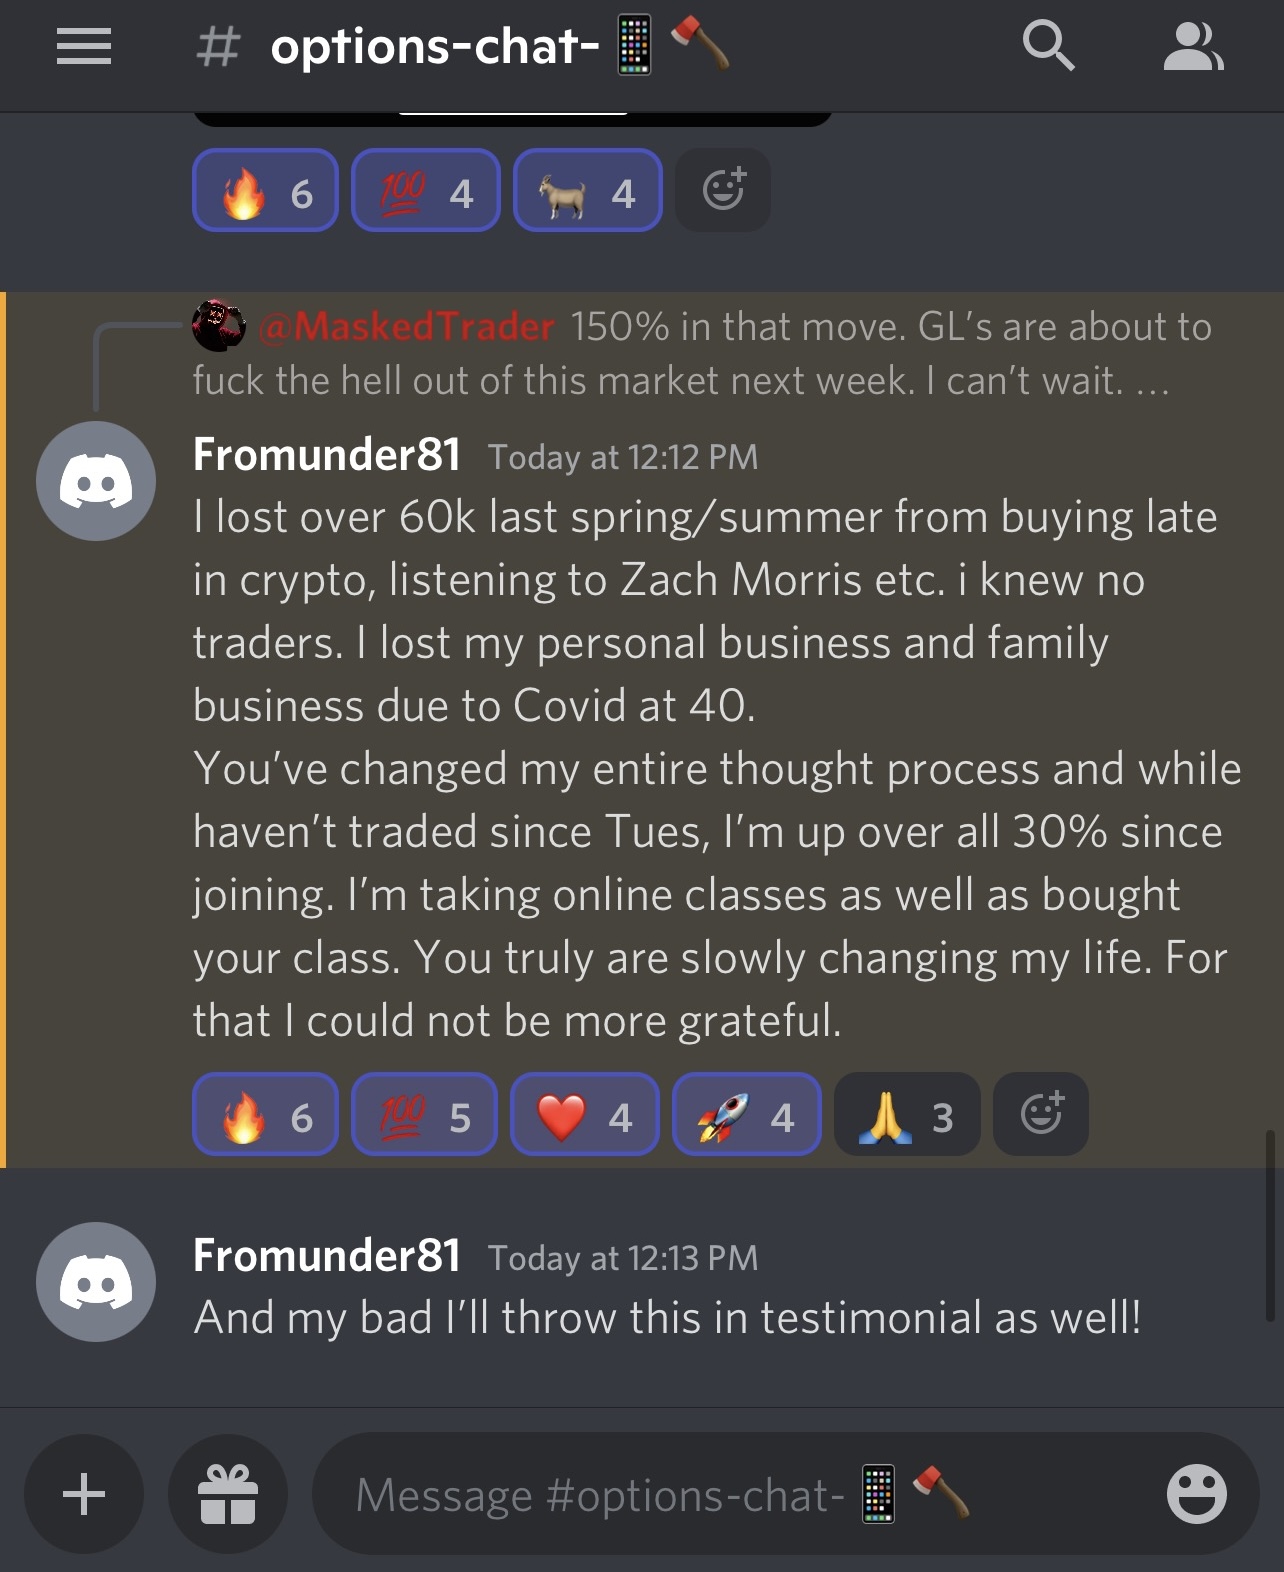 # options-chat-📱🪓
🔥 6 💯 4 🐐 4
@MaskedTrader 150% in that move. GL’s are about to
fuck the hell out of this market next week. I can’t wait. …
Fromunder81 Today at 12:12 PM
I lost over 60k last spring/summer from buying late
in crypto, listening to Zach Morris etc. i knew no
traders. I lost my personal business and family
business due to Covid at 40.
You’ve changed my entire thought process and while
haven’t traded since Tues, I’m up over all 30% since
joining. I’m taking online classes as well as bought
your class. You truly are slowly changing my life. For
that I could not be more grateful.
🔥 6 💯 5 ❤️ 4 🚀 4 🙏 3
Fromunder81 Today at 12:13 PM
And my bad I’ll throw this in testimonial as well!
Message #options-chat-📱🪓